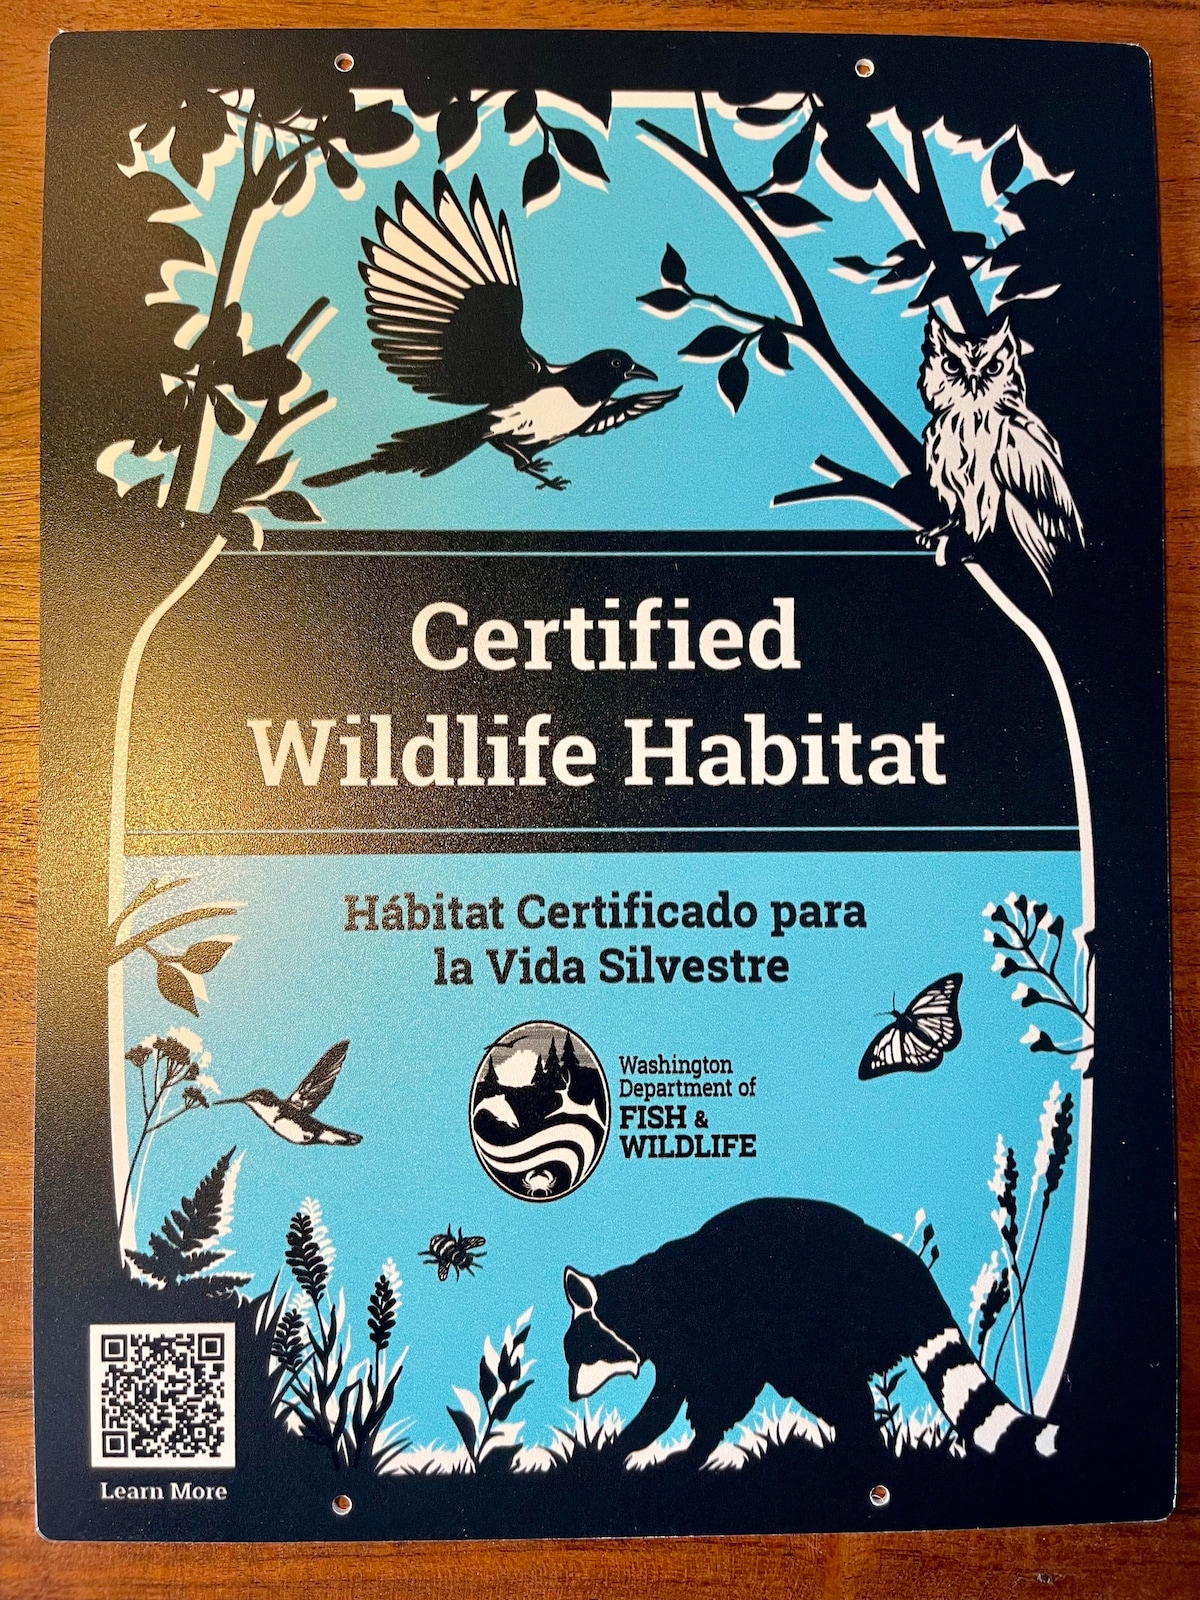 Certified
Wildlife Habitat
Hábitat Certificado para
la Vida Silvestre
Washington
Department of
FISH &
WILDLIFE
Learn More